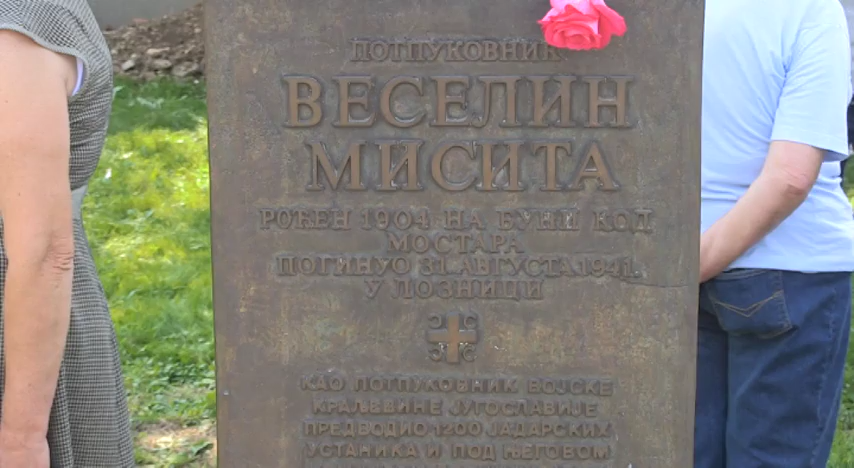 ПОТПУКОВНИК
ВЕСЕЛИН
МИСИТА
РОЂЕН 1904. НА БУНИ КОД
МОСТАРА
ПОГИНУО 31. АВГУСТА 1941.
У ЛОЗНИЦИ
КАО ПОТПУКОВНИК ВОЈСКЕ
КРАЉЕВИНЕ ЈУГОСЛАВИЈЕ
ПРЕДВОДИО 1200 ЈАДАРСКИХ
УСТАНИКА И ПОД ЊЕГОВОМ